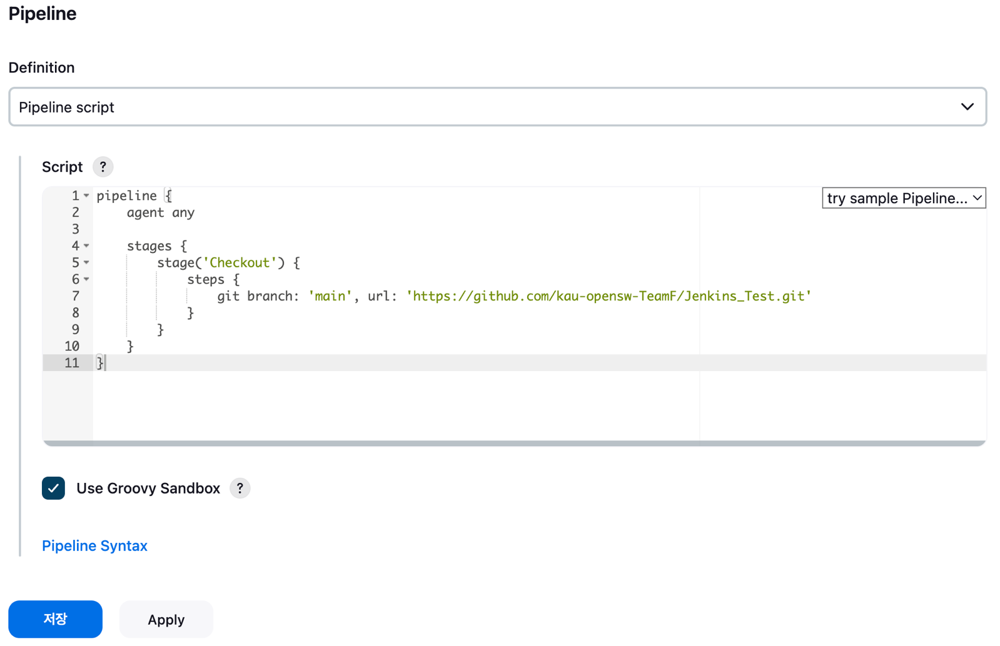 Pipeline
Definition
Pipeline script
Script ?
try sample Pipeline...
1 pipeline {
2     agent any
3
4     stages {
5         stage('Checkout') {
6             steps {
7                 git branch: 'main', url: 'https://github.com/kau-opensw-TeamF/Jenkins_Test.git'
8             }
9         }
10     }
11 }
Use Groovy Sandbox ?
Pipeline Syntax
저장 Apply